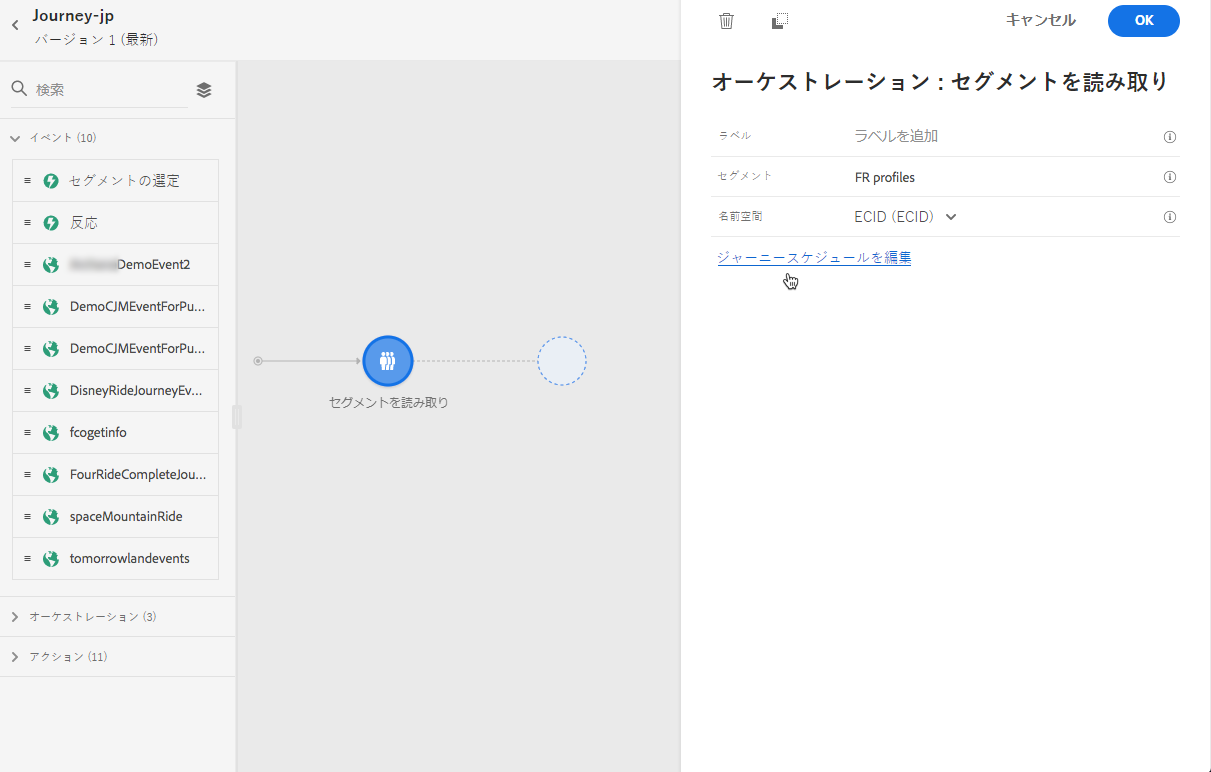 Journey-jp
バージョン 1 (最新)
検索
イベント (10)
セグメントの選定
反応
DemoEvent2
DemoCJMEventForPu...
DemoCJMEventForPu...
DisneyRideJourneyEv...
fcogetinfo
FourRideCompleteJou...
spaceMountainRide
tomorrowlandevents
オーケストレーション (3)
アクション (11)
セグメントを読み取り
キャンセル
OK
オーケストレーション : セグメントを読み取り
ラベル ラベルを追加
セグメント FR profiles
名前空間 ECID (ECID)
ジャーニースケジュールを編集